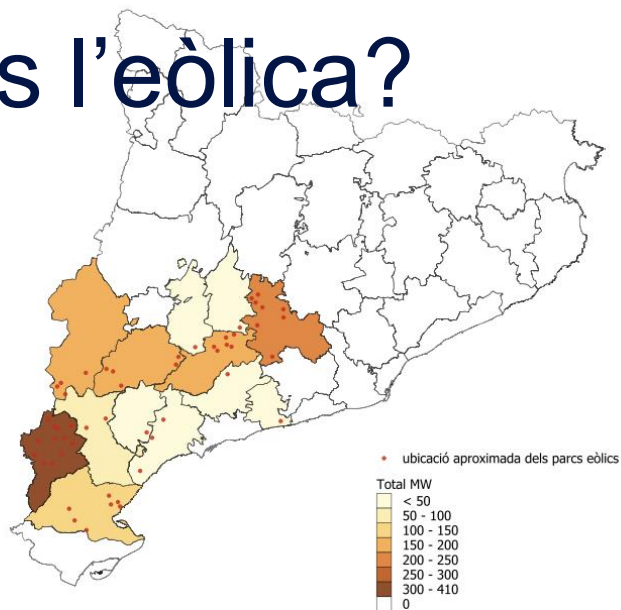 s l’eòlica?
ubicació aproximada dels parcs eòlics
Total MW
< 50
50 - 100
100 - 150
150 - 200
200 - 250
250 - 300
300 - 410
0